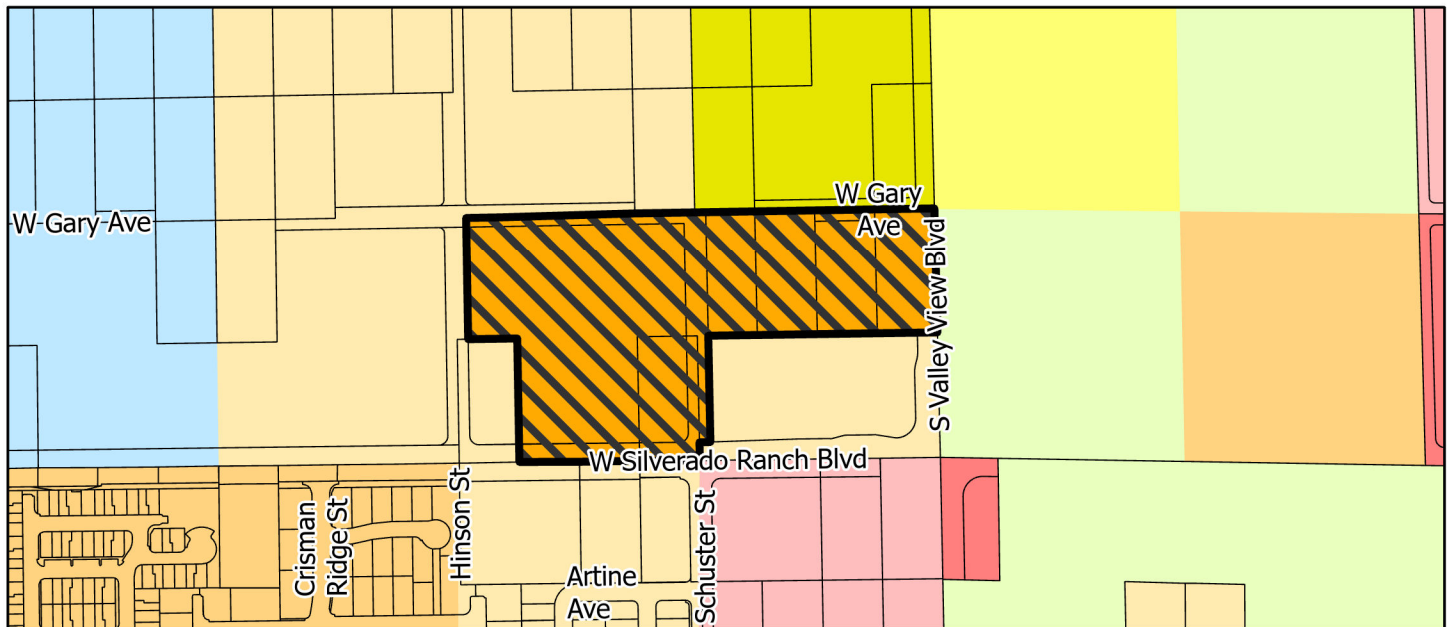 W Gary
Ave
W Gary Ave
S Valley View Blvd
W Silverado Ranch Blvd
Crisman
Ridge St
Hinson St
Schuster St
Artine
Ave